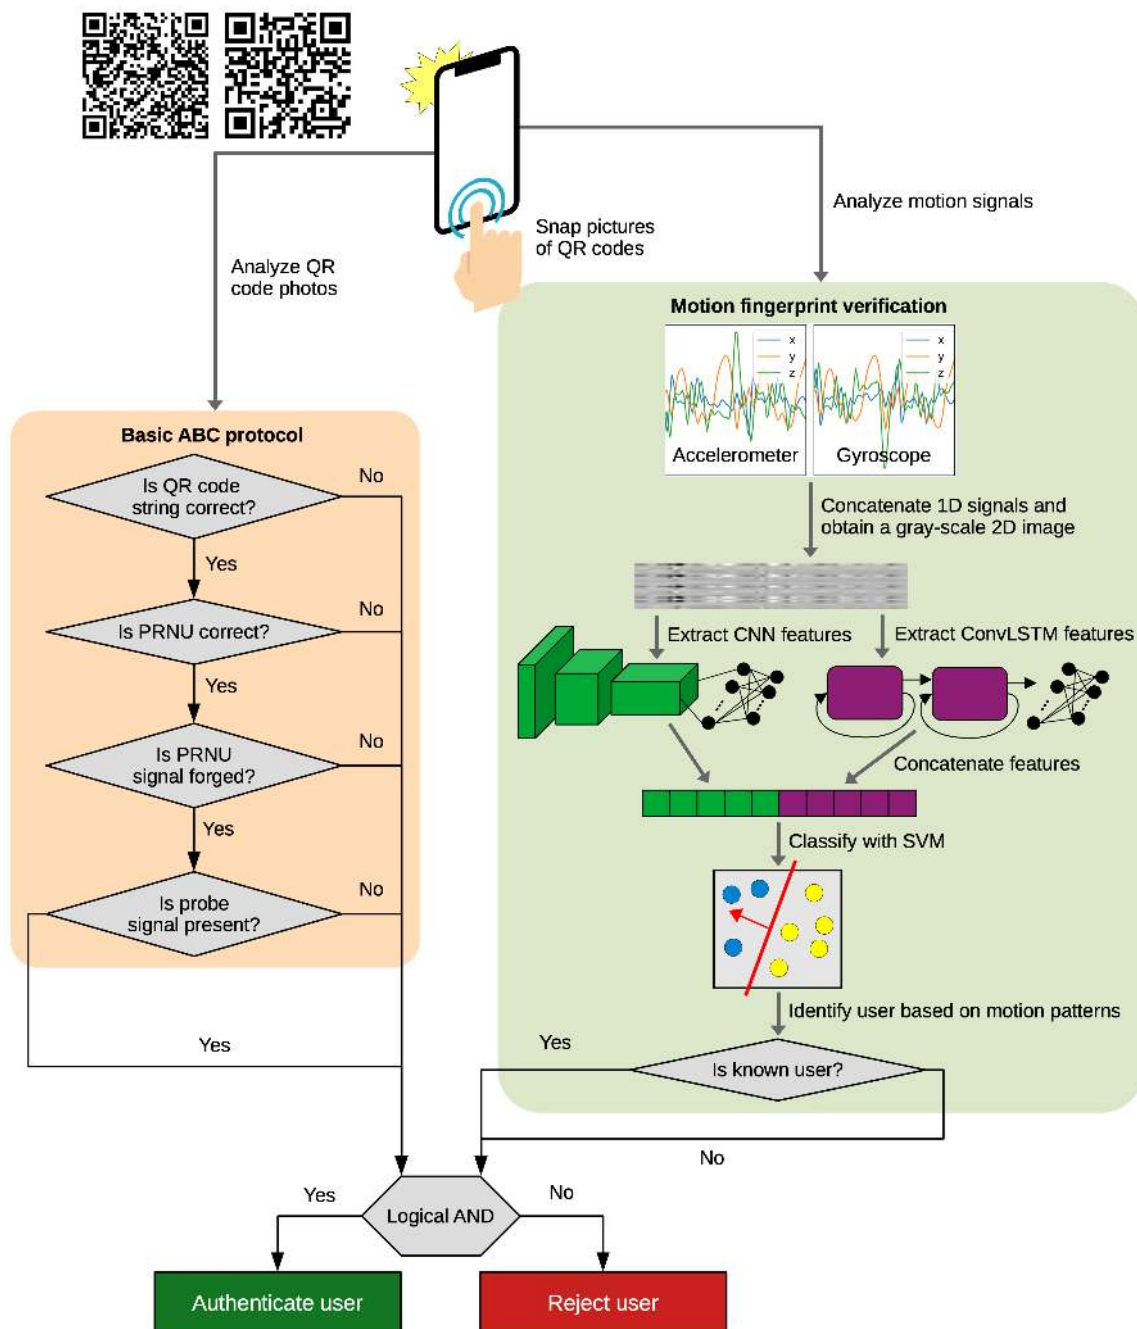 Snap pictures
of QR codes
Analyze QR
code photos
Analyze motion signals
Basic ABC protocol
Is QR code
string correct?
No
Yes
Is PRNU correct?
No
Yes
Is PRNU
signal forged?
No
Yes
Is probe
signal present?
No
Yes
Motion fingerprint verification
x
y
z
Accelerometer
x
y
z
Gyroscope
Concatenate 1D signals and
obtain a gray-scale 2D image
Extract CNN features
Extract ConvLSTM features
Concatenate features
Classify with SVM
Identify user based on motion patterns
Yes
Is known user?
No
Yes
Logical AND
No
Authenticate user
Reject user